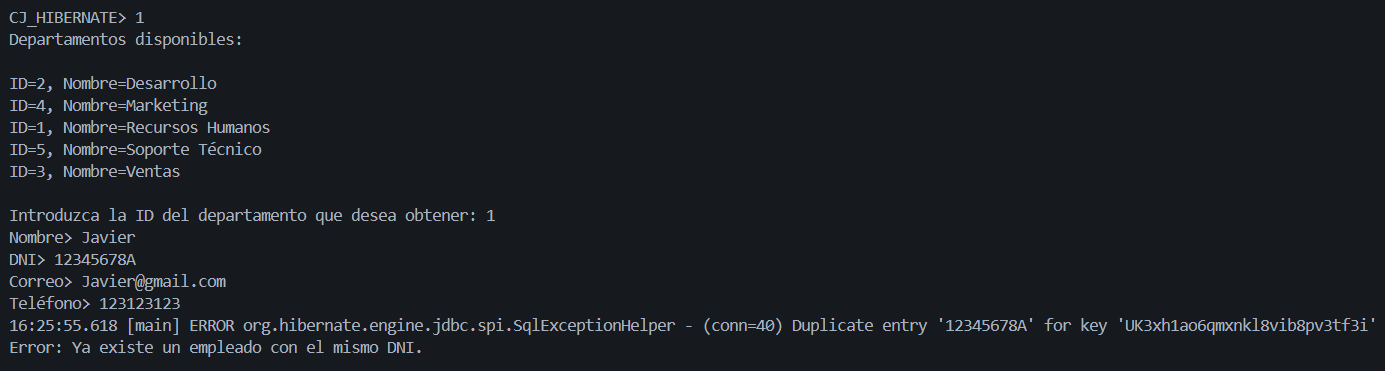 CJ_HIBERNATE> 1
Departamentos disponibles:
ID=2, Nombre=Desarrollo
ID=4, Nombre=Marketing
ID=1, Nombre=Recursos Humanos
ID=5, Nombre=Soporte Técnico
ID=3, Nombre=Ventas
Introduzca la ID del departamento que desea obtener: 1
Nombre> Javier
DNI> 12345678A
Correo> Javier@gmail.com
Teléfono> 123123123
16:25:55.618 [main] ERROR org.hibernate.engine.jdbc.spi.SqlExceptionHelper - (conn=40) Duplicate entry '12345678A' for key 'UK3xh1ao6qmxnkl8vib8pv3tf3i'
Error: Ya existe un empleado con el mismo DNI.